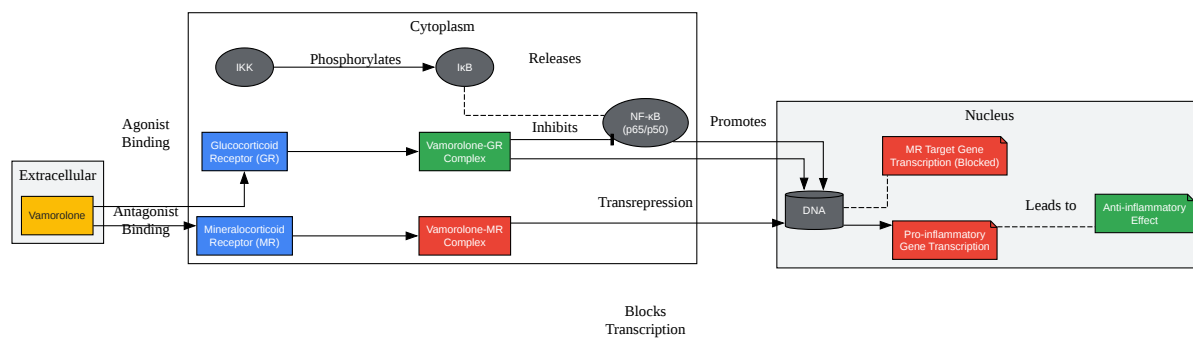 Cytoplasm
IKK
Phosphorylates
IκB
Releases
NF-κB
(p65/p50)
Promotes
Nucleus
Agonist
Binding
Glucocorticoid
Receptor (GR)
Vamorolone-GR
Complex
Inhibits
MR Target Gene
Transcription (Blocked)
Extracellular
Vamorolone
Antagonist
Binding
Mineralocorticoid
Receptor (MR)
Vamorolone-MR
Complex
Transrepression
DNA
Pro-inflammatory
Gene Transcription
Leads to
Anti-inflammatory
Effect
Blocks
Transcription